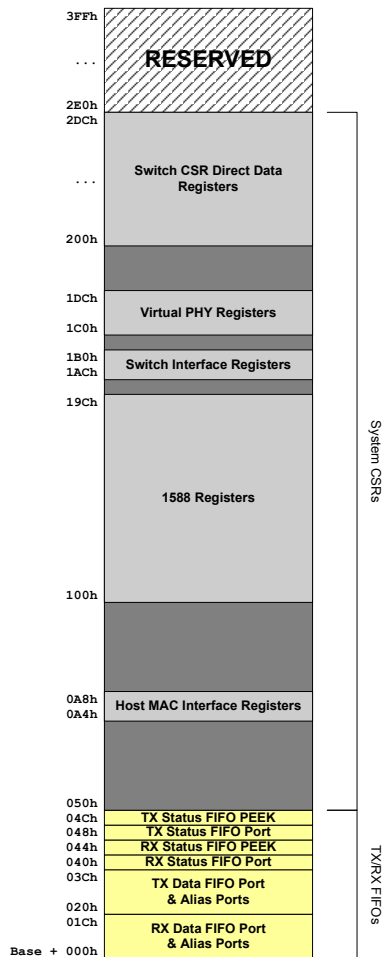 3FFh
RESERVED
...
2E0h
2DCh
Switch CSR Direct Data
Registers
...
200h
1DCh
Virtual PHY Registers
1C0h
1B0h
Switch Interface Registers
1ACh
19Ch
System CSRs
1588 Registers
100h
0A8h
Host MAC Interface Registers
0A4h
050h
04Ch
TX Status FIFO PEEK
048h
TX Status FIFO Port
044h
RX Status FIFO PEEK
040h
RX Status FIFO Port
03Ch
TX Data FIFO Port
& Alias Ports
020h
TX/RX FIFOs
01Ch
RX Data FIFO Port
& Alias Ports
Base + 000h